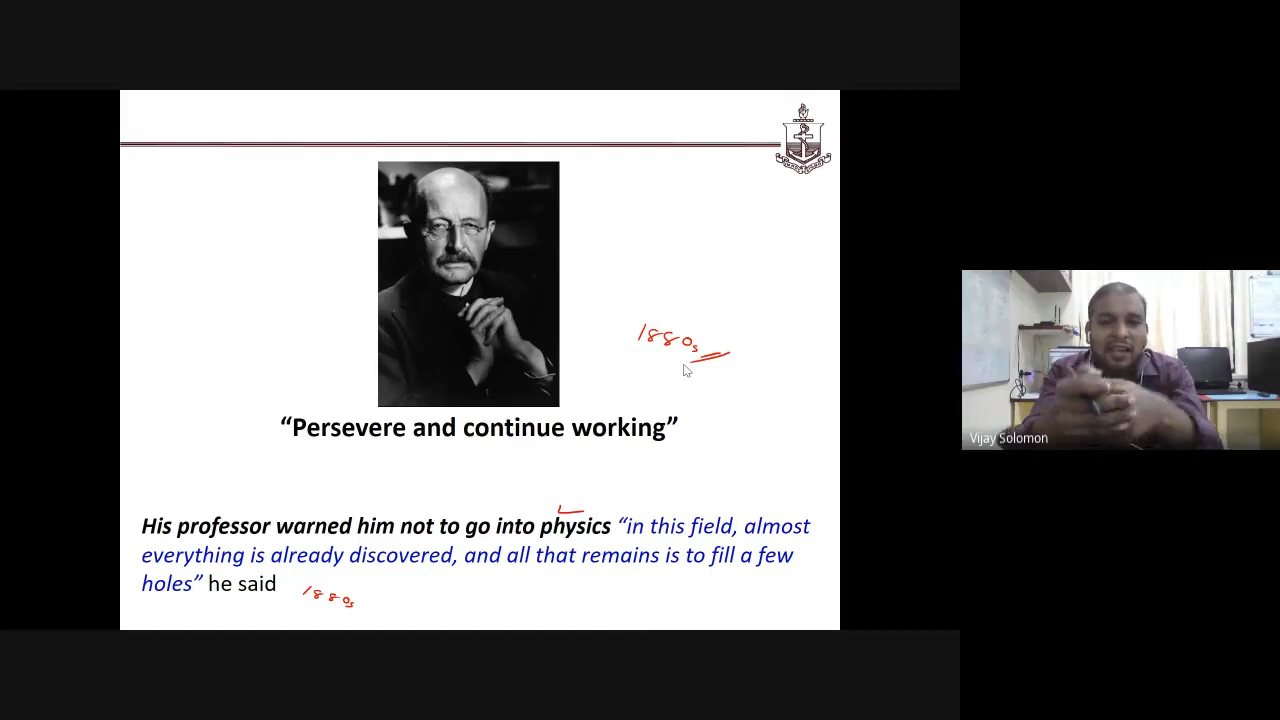 1880s
“Persevere and continue working”
His professor warned him not to go into physics “in this field, almost
everything is already discovered, and all that remains is to fill a few
holes” he said
1880s
Vijay Solomon